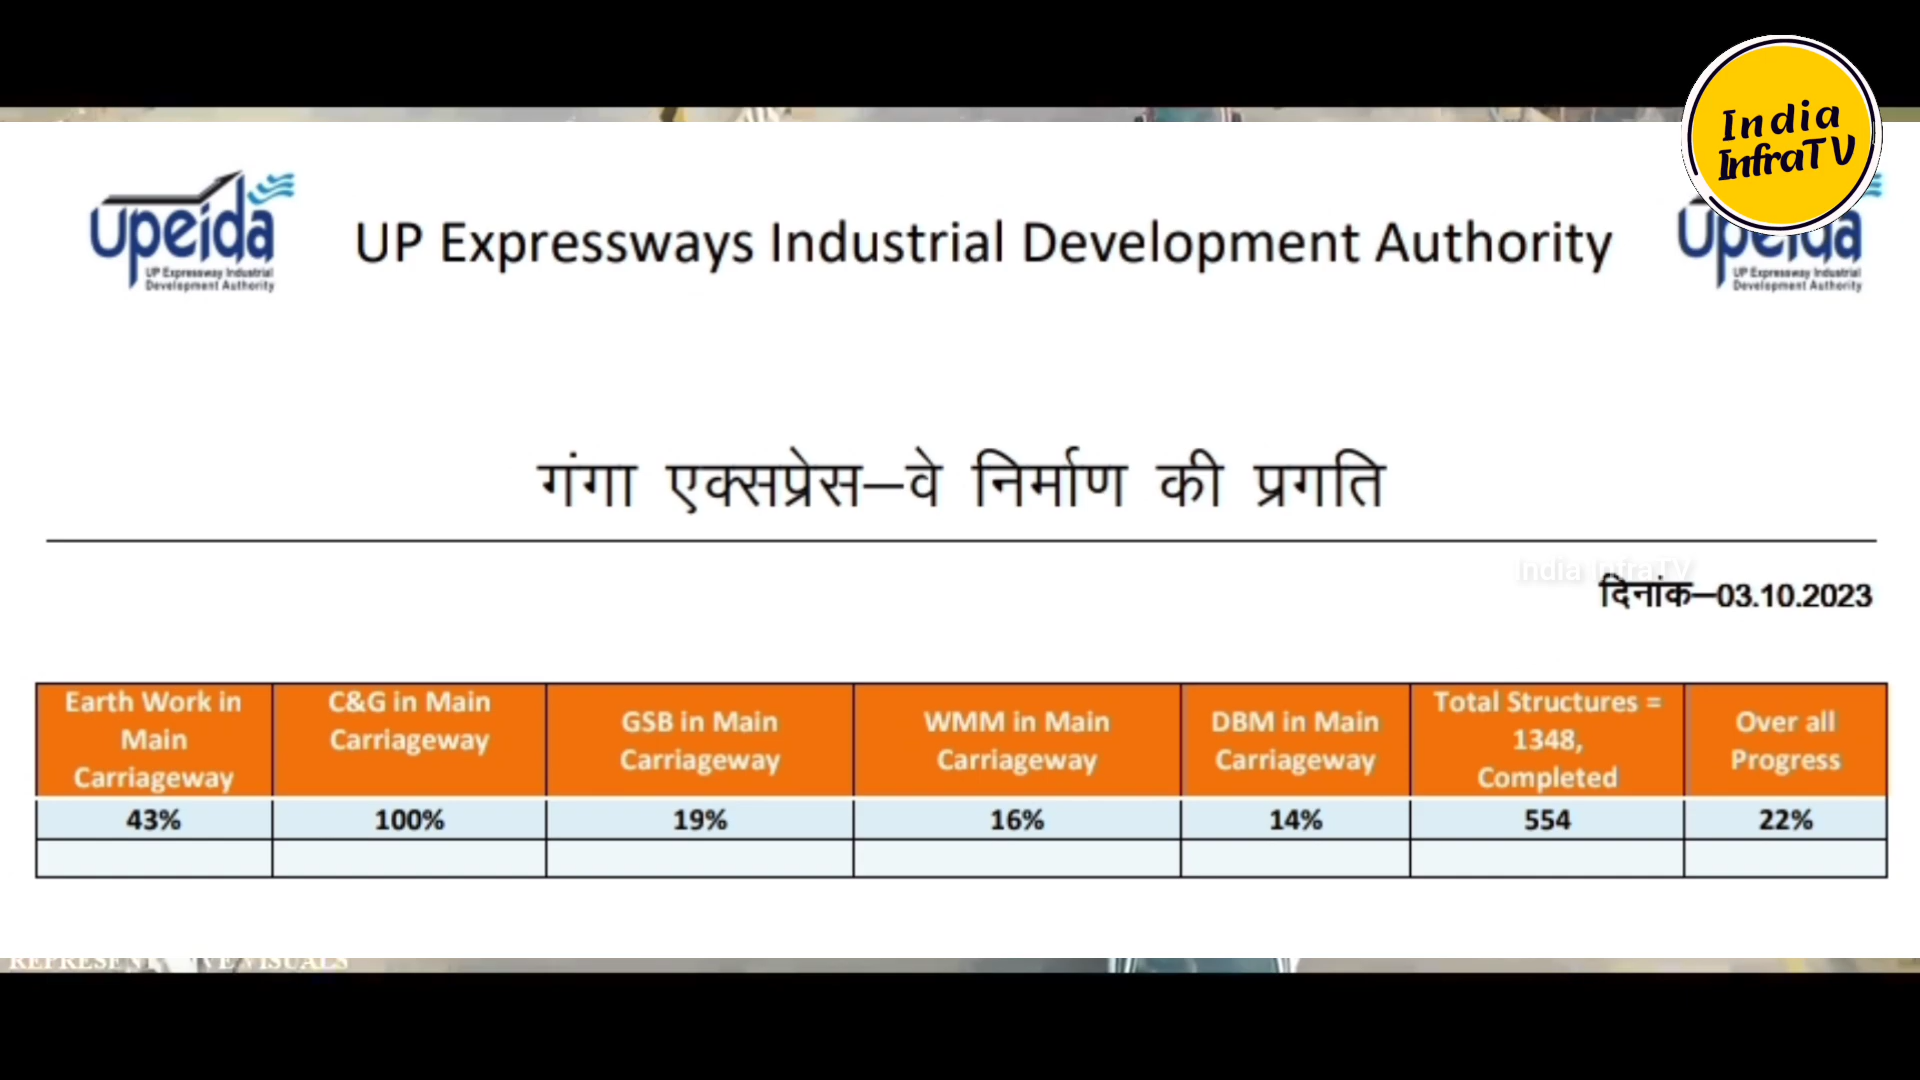 India
InfraTV
upeida
UP Expressway Industrial
Development Authority
UP Expressways Industrial Development Authority
upeida
UP Expressway Industrial
Development Authority
गंगा एक्सप्रेस–वे निर्माण की प्रगति
India InfraTV
दिनांक–03.10.2023
Earth Work in
Main
Carriageway
C&G in Main
Carriageway
GSB in Main
Carriageway
WMM in Main
Carriageway
DBM in Main
Carriageway
Total Structures =
1348,
Completed
Over all
Progress
43% 100% 19% 16% 14% 554 22%